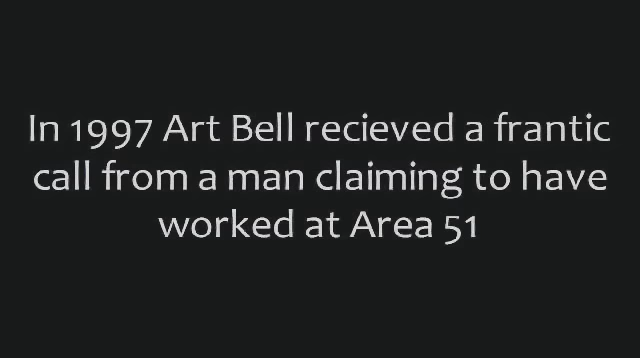 In 1997 Art Bell recieved a frantic
call from a man claiming to have
worked at Area 51